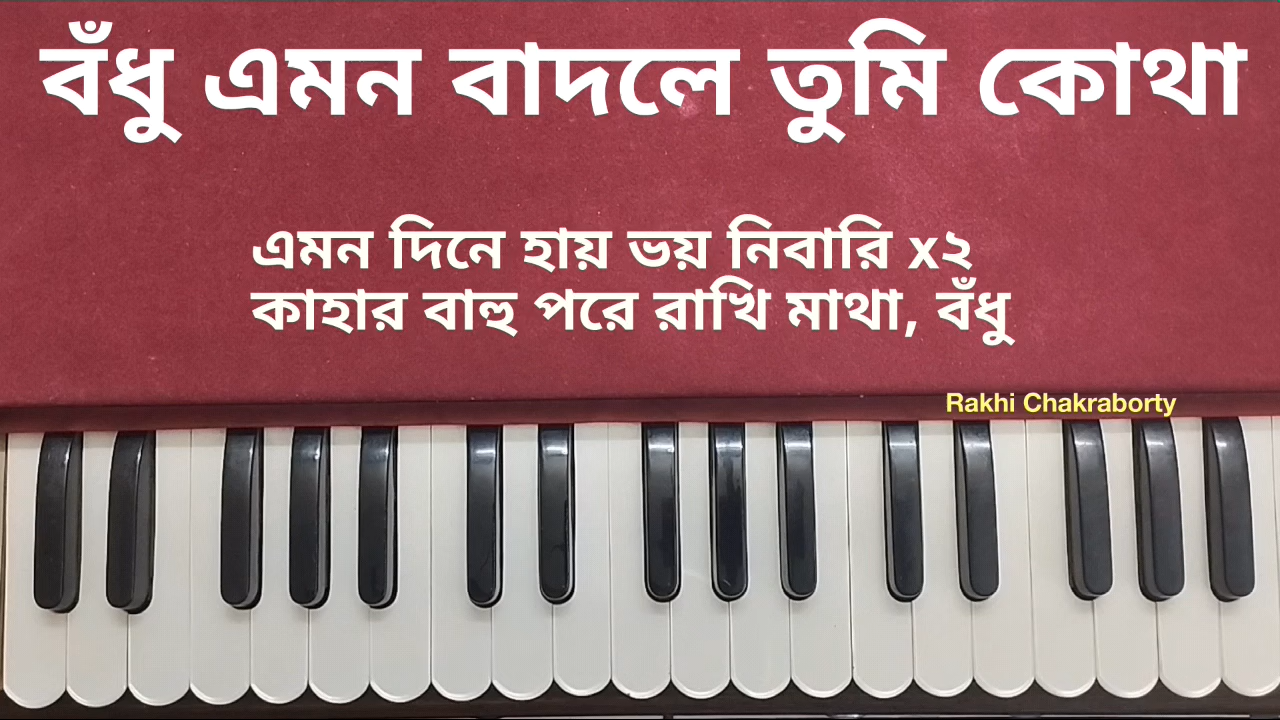 বঁধু এমন বাদলে তুমি কোথা
এমন দিনে হায় ভয় নিবারি x২
কাহার বাহু পরে রাখি মাথা, বঁধু
Rakhi Chakraborty